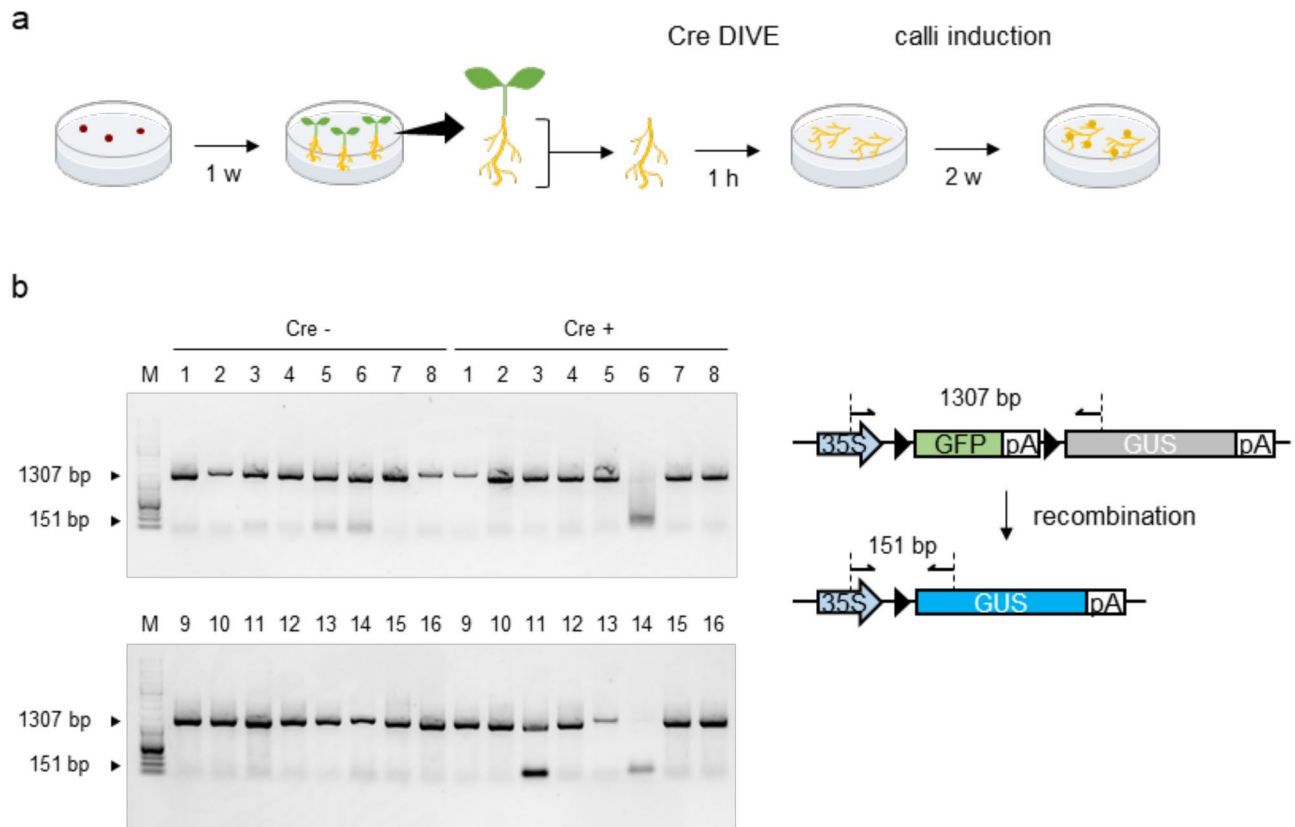 a
Cre DIVE calli induction
1 w
1 h
2 w
b
Cre - Cre +
M 1 2 3 4 5 6 7 8 1 2 3 4 5 6 7 8
1307 bp
151 bp
M 9 10 11 12 13 14 15 16 9 10 11 12 13 14 15 16
1307 bp
151 bp
1307 bp
35S GFP pA GUS pA
recombination
151 bp
35S GUS pA